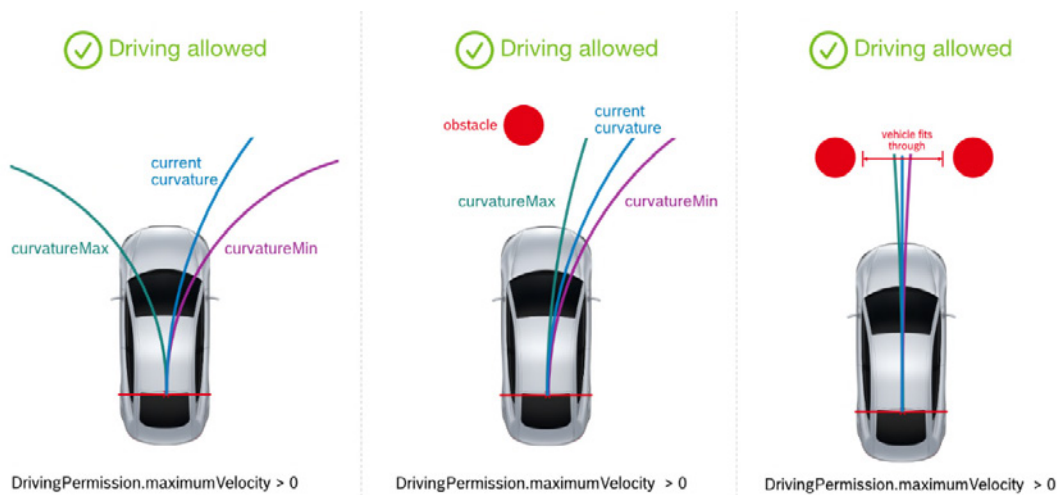 Driving allowed
current
curvature
curvatureMax
curvatureMin
DrivingPermission.maximumVelocity > 0
Driving allowed
obstacle
current
curvature
curvatureMax
curvatureMin
DrivingPermission.maximumVelocity > 0
Driving allowed
vehicle fits
through
DrivingPermission.maximumVelocity > 0